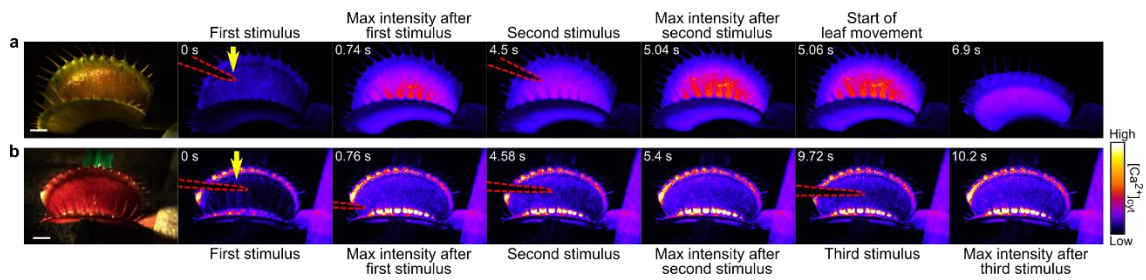 First stimulus
Max intensity after
first stimulus
Second stimulus
Max intensity after
second stimulus
Start of
leaf movement
a
0 s
0.74 s
4.5 s
5.04 s
5.06 s
6.9 s
b
0 s
0.76 s
4.58 s
5.4 s
9.72 s
10.2 s
High
[Ca²⁺]cyt
Low
First stimulus
Max intensity after
first stimulus
Second stimulus
Max intensity after
second stimulus
Third stimulus
Max intensity after
third stimulus